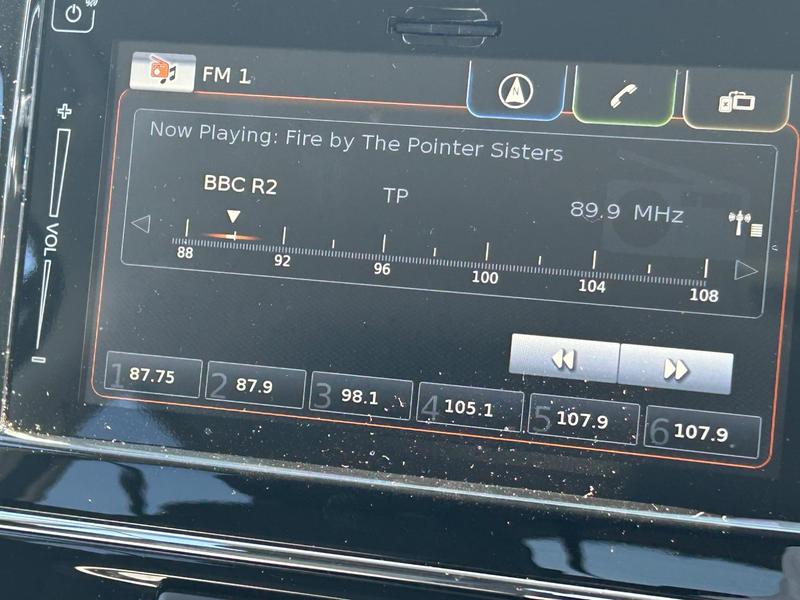 FM 1
Now Playing: Fire by The Pointer Sisters
BBC R2
TP
89.9 MHz
+
VOL
88 92 96 100 104 108
1 87.75
2 87.9
3 98.1
4 105.1
5 107.9
6 107.9